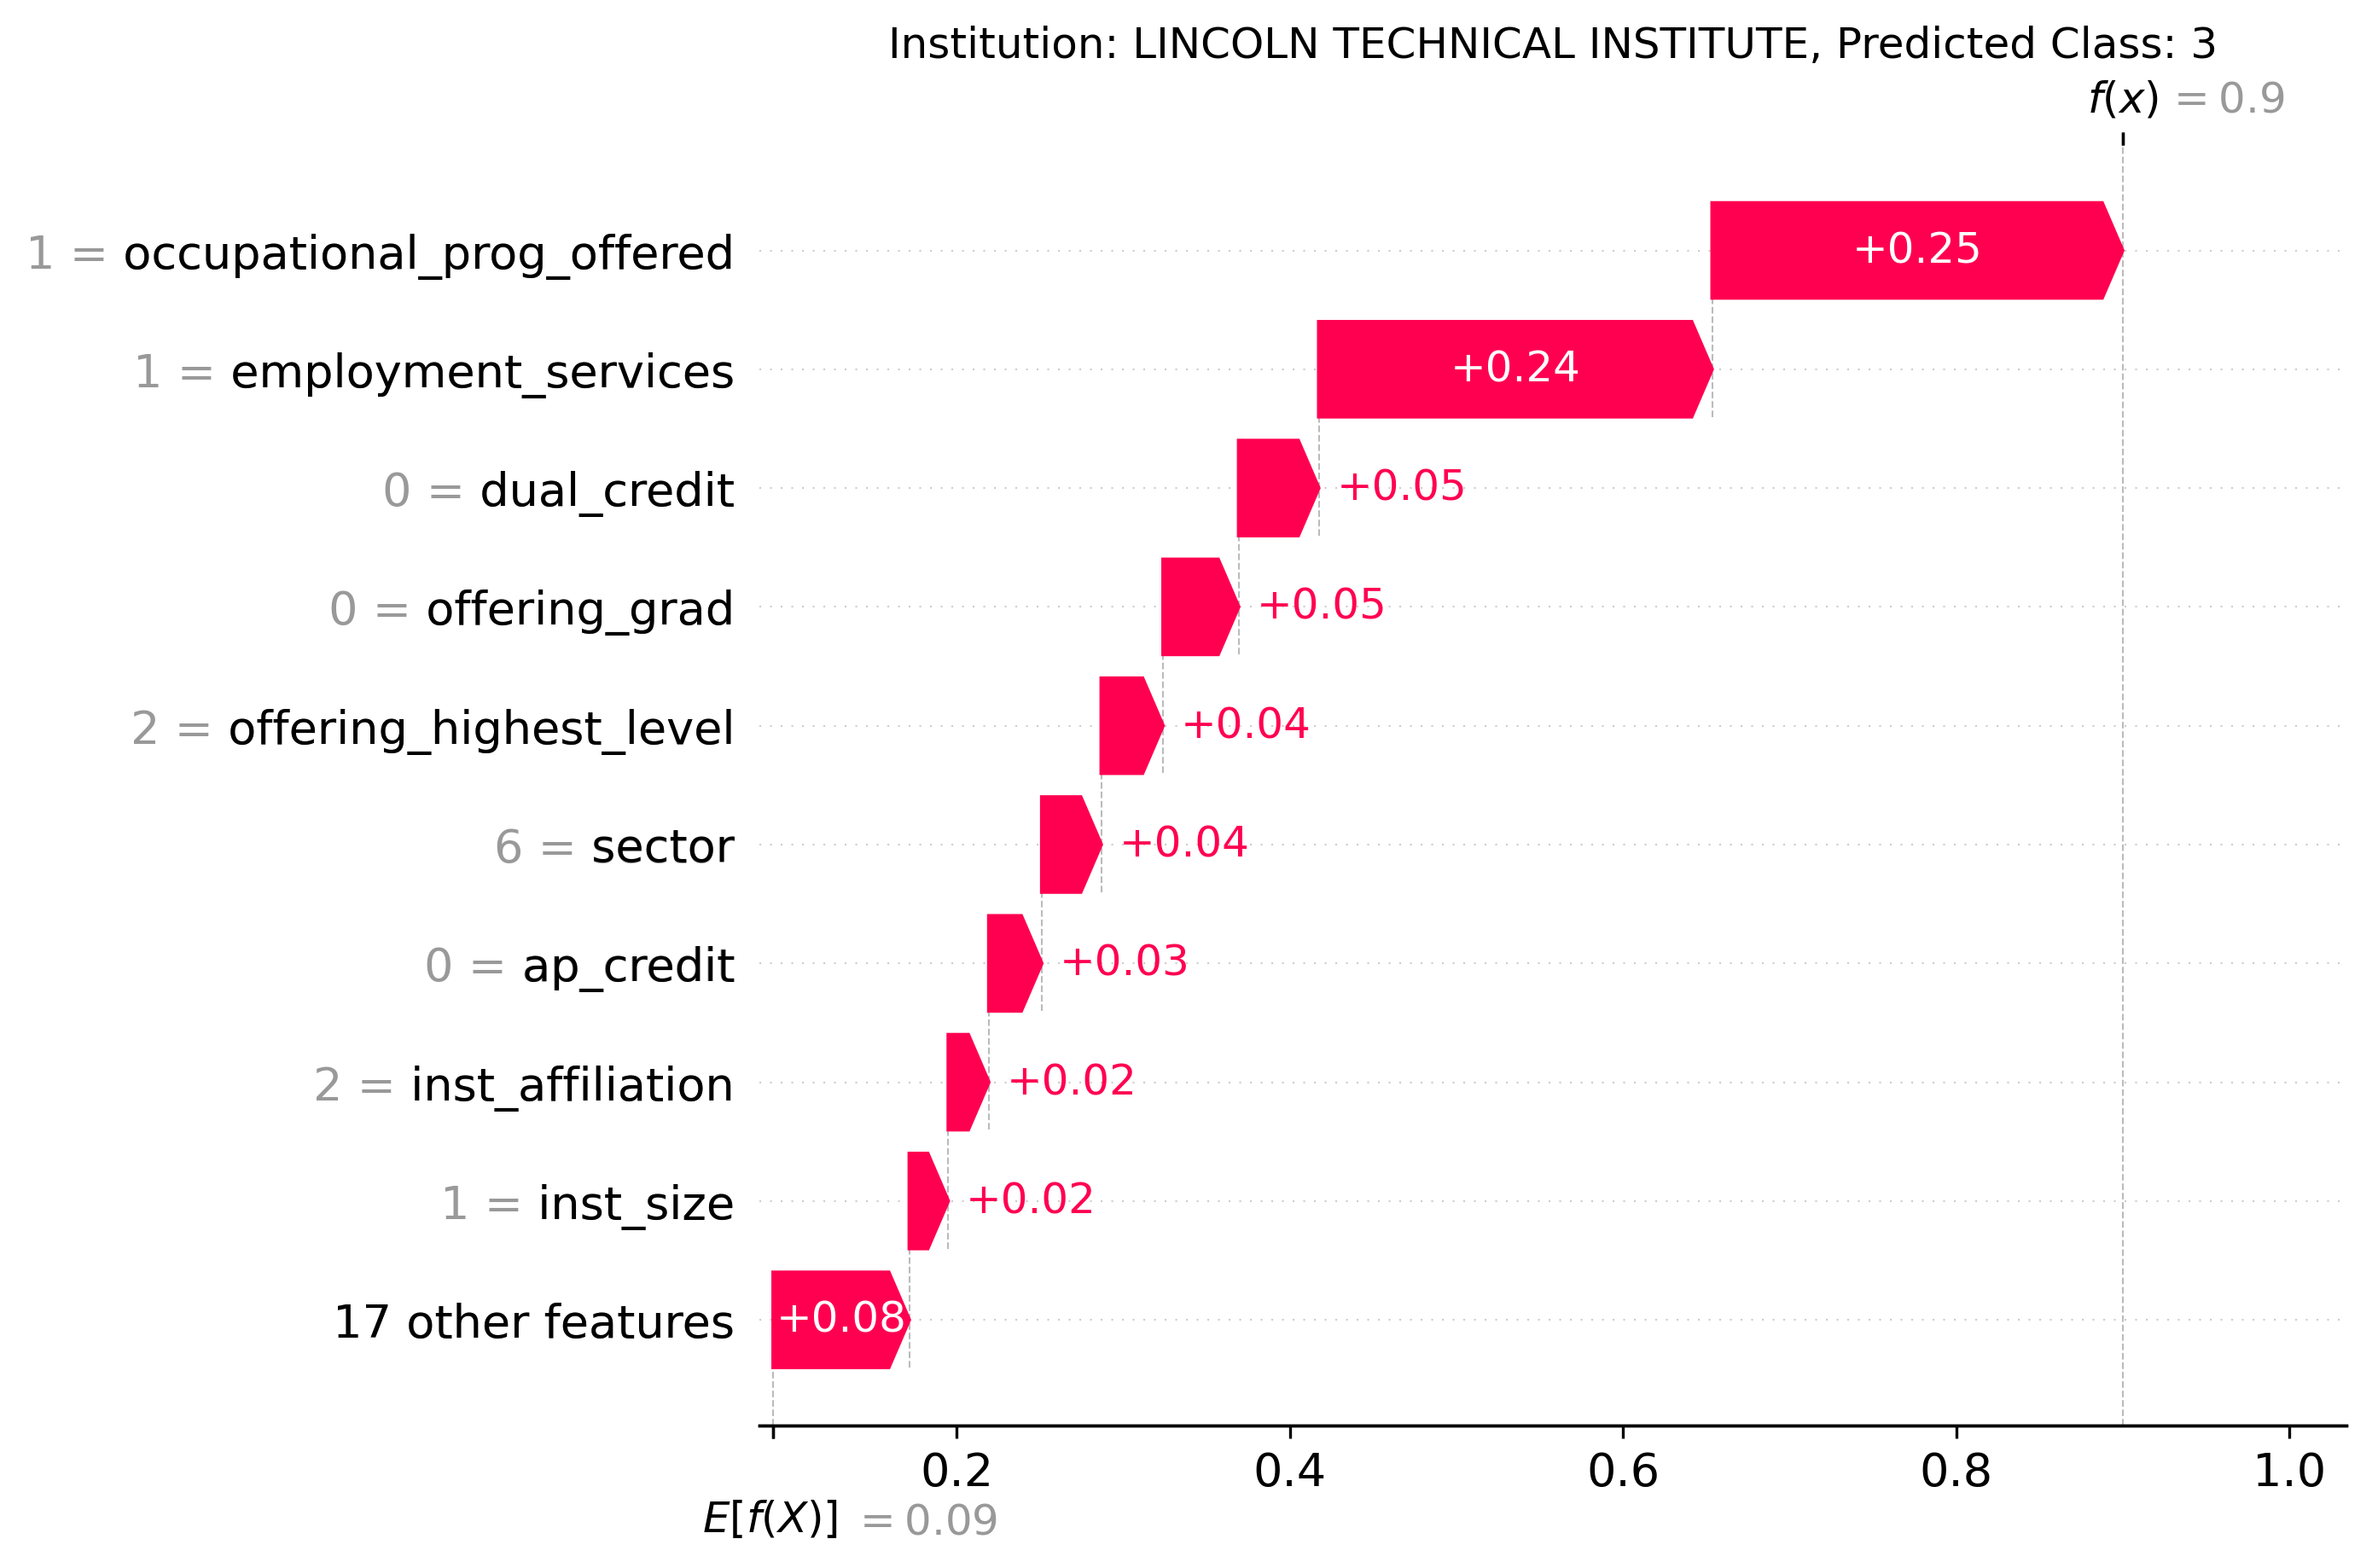 Institution: LINCOLN TECHNICAL INSTITUTE, Predicted Class: 3
f(x) = 0.9
1 = occupational_prog_offered +0.25
1 = employment_services +0.24
0 = dual_credit +0.05
0 = offering_grad +0.05
2 = offering_highest_level +0.04
6 = sector +0.04
0 = ap_credit +0.03
2 = inst_affiliation +0.02
1 = inst_size +0.02
17 other features +0.08
0.2 0.4 0.6 0.8 1.0
E[f(X)] = 0.09